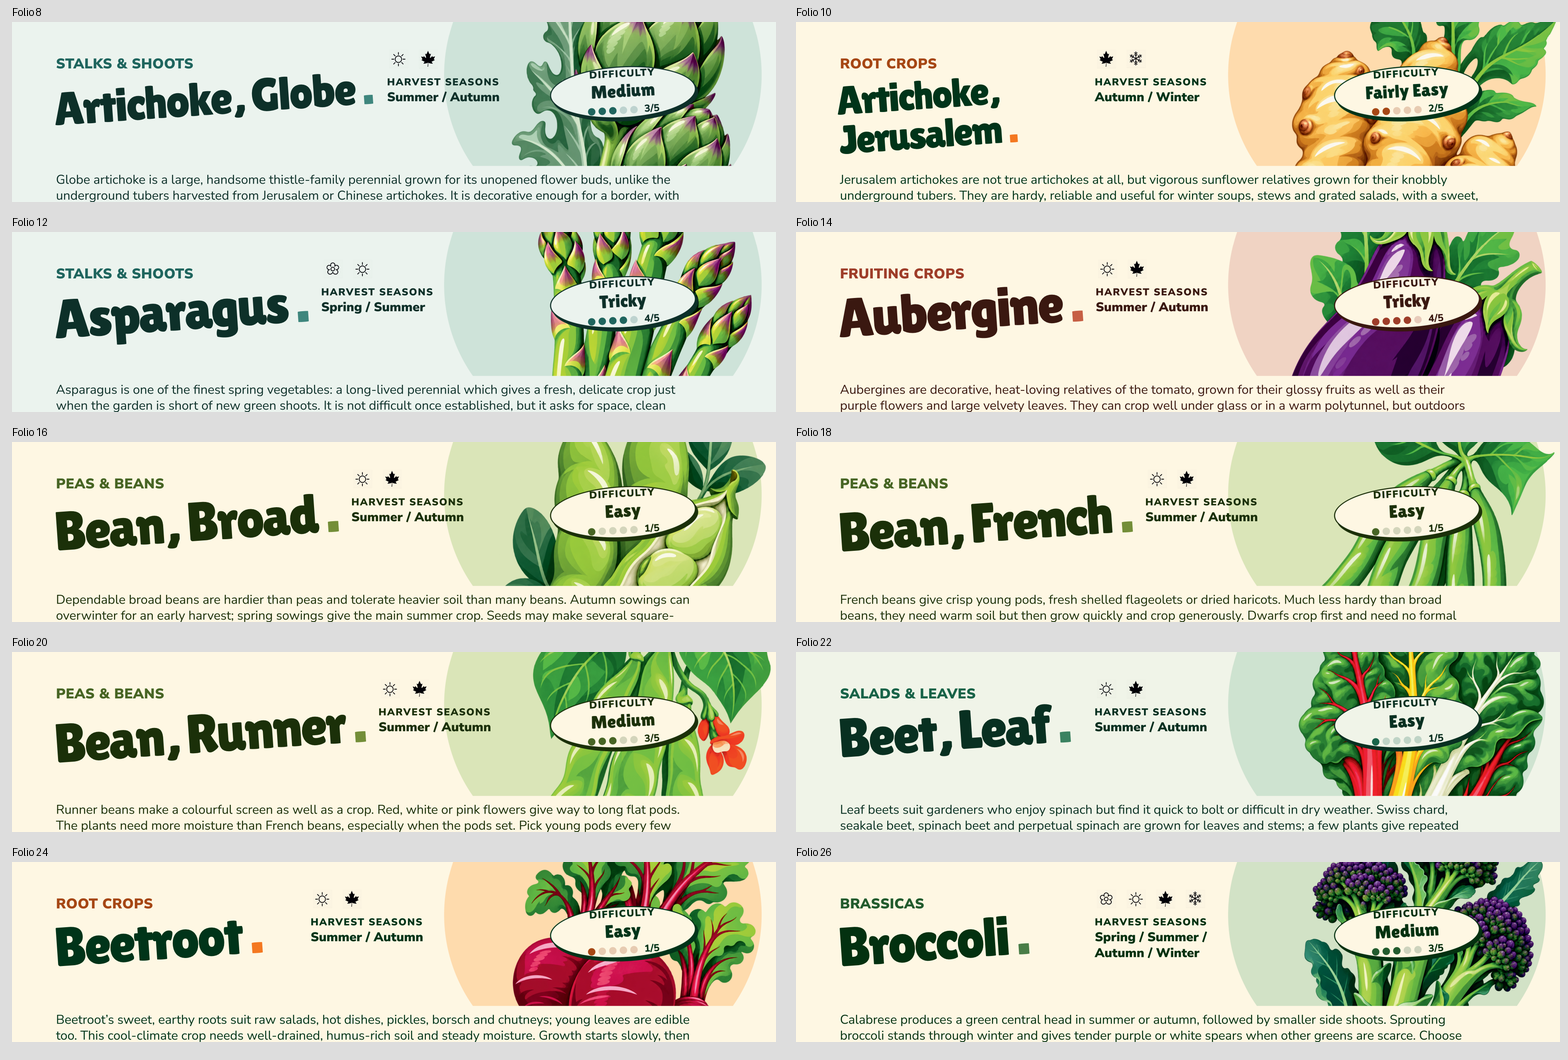 Folio 8
STALKS & SHOOTS
Artichoke, Globe.
HARVEST SEASONS
Summer / Autumn
DIFFICULTY
Medium
3/5
Globe artichoke is a large, handsome thistle-family perennial grown for its unopened flower buds, unlike the
underground tubers harvested from Jerusalem or Chinese artichokes. It is decorative enough for a border, with
Folio 10
ROOT CROPS
Artichoke,
Jerusalem.
HARVEST SEASONS
Autumn / Winter
DIFFICULTY
Fairly Easy
2/5
Jerusalem artichokes are not true artichokes at all, but vigorous sunflower relatives grown for their knobbly
underground tubers. They are hardy, reliable and useful for winter soups, stews and grated salads, with a sweet,
Folio 12
STALKS & SHOOTS
Asparagus.
HARVEST SEASONS
Spring / Summer
DIFFICULTY
Tricky
4/5
Asparagus is one of the finest spring vegetables: a long-lived perennial which gives a fresh, delicate crop just
when the garden is short of new green shoots. It is not difficult once established, but it asks for space, clean
Folio 14
FRUITING CROPS
Aubergine.
HARVEST SEASONS
Summer / Autumn
DIFFICULTY
Tricky
4/5
Aubergines are decorative, heat-loving relatives of the tomato, grown for their glossy fruits as well as their
purple flowers and large velvety leaves. They can crop well under glass or in a warm polytunnel, but outdoors
Folio 16
PEAS & BEANS
Bean, Broad.
HARVEST SEASONS
Summer / Autumn
DIFFICULTY
Easy
1/5
Dependable broad beans are hardier than peas and tolerate heavier soil than many beans. Autumn sowings can
overwinter for an early harvest; spring sowings give the main summer crop. Seeds may make several square-
Folio 18
PEAS & BEANS
Bean, French.
HARVEST SEASONS
Summer / Autumn
DIFFICULTY
Easy
1/5
French beans give crisp young pods, fresh shelled flageolets or dried haricots. Much less hardy than broad
beans, they need warm soil but then grow quickly and crop generously. Dwarfs crop first and need no formal
Folio 20
PEAS & BEANS
Bean, Runner.
HARVEST SEASONS
Summer / Autumn
DIFFICULTY
Medium
3/5
Runner beans make a colourful screen as well as a crop. Red, white or pink flowers give way to long flat pods.
The plants need more moisture than French beans, especially when the pods set. Pick young pods every few
Folio 22
SALADS & LEAVES
Beet, Leaf.
HARVEST SEASONS
Summer / Autumn
DIFFICULTY
Easy
1/5
Leaf beets suit gardeners who enjoy spinach but find it quick to bolt or difficult in dry weather. Swiss chard,
seakale beet, spinach beet and perpetual spinach are grown for leaves and stems; a few plants give repeated
Folio 24
ROOT CROPS
Beetroot.
HARVEST SEASONS
Summer / Autumn
DIFFICULTY
Easy
1/5
Beetroot’s sweet, earthy roots suit raw salads, hot dishes, pickles, borsch and chutneys; young leaves are edible
too. This cool-climate crop needs well-drained, humus-rich soil and steady moisture. Growth starts slowly, then
Folio 26
BRASSICAS
Broccoli.
HARVEST SEASONS
Spring / Summer /
Autumn / Winter
DIFFICULTY
Medium
3/5
Calabrese produces a green central head in summer or autumn, followed by smaller side shoots. Sprouting
broccoli stands through winter and gives tender purple or white spears when other greens are scarce. Choose